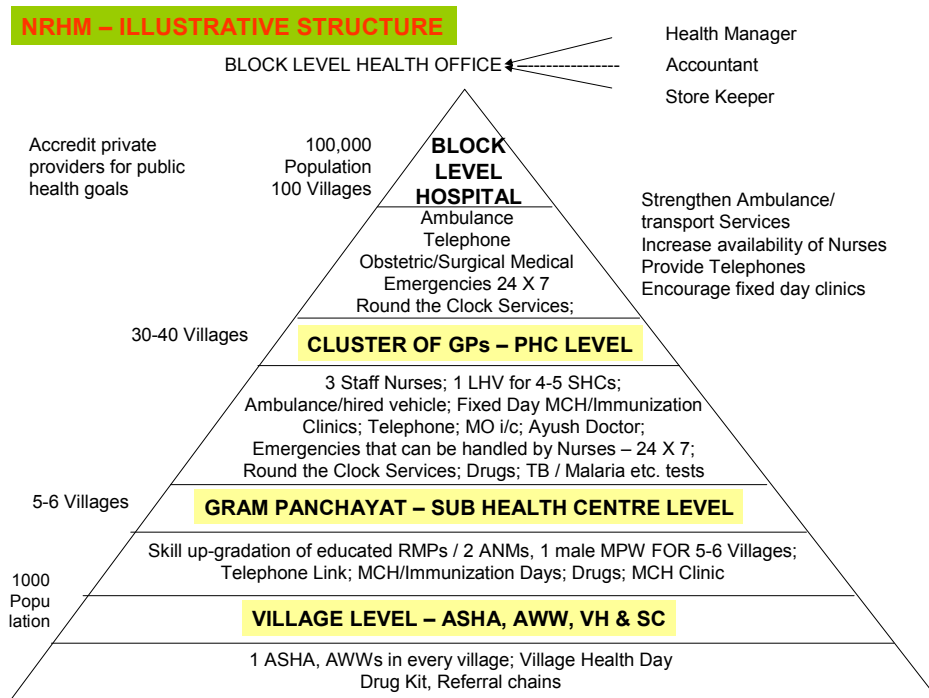 NRHM – ILLUSTRATIVE STRUCTURE
BLOCK LEVEL HEALTH OFICE
Health Manager
Accountant
Store Keeper
Accredit private
providers for public
health goals
100,000
Population
100 Villages
BLOCK
LEVEL
HOSPITAL
Ambulance
Telephone
Obstetric/Surgical Medical
Emergencies 24 X 7
Round the Clock Services;
Strengthen Ambulance/
transport Services
Increase availability of Nurses
Provide Telephones
Encourage fixed day clinics
30-40 Villages
CLUSTER OF GPs – PHC LEVEL
3 Staff Nurses; 1 LHV for 4-5 SHCs;
Ambulance/hired vehicle; Fixed Day MCH/Immunization
Clinics; Telephone; MO i/c; Ayush Doctor;
Emergencies that can be handled by Nurses – 24 X 7;
Round the Clock Services; Drugs; TB / Malaria etc. tests
5-6 Villages
GRAM PANCHAYAT – SUB HEALTH CENTRE LEVEL
Skill up-gradation of educated RMPs / 2 ANMs, 1 male MPW FOR 5-6 Villages;
Telephone Link; MCH/Immunization Days; Drugs; MCH Clinic
1000
Popu
lation
VILLAGE LEVEL – ASHA, AWW, VH & SC
1 ASHA, AWWs in every village; Village Health Day
Drug Kit, Referral chains